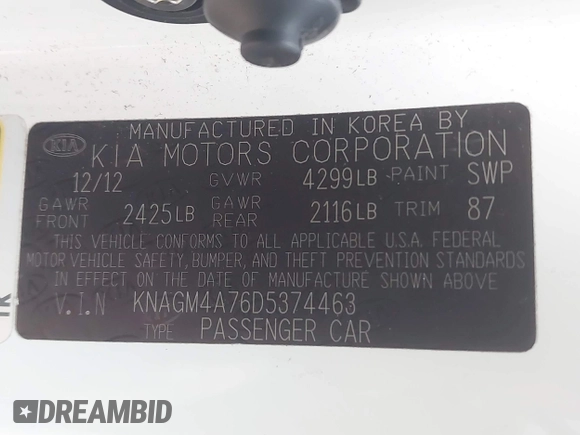 MANUFACTURED IN KOREA BY
KIA KIA MOTORS CORPORATION
12/12 GVWR 4299LB PAINT SWP
GAWR FRONT 2425LB GAWR REAR 2116LB TRIM 87
THIS VEHICLE CONFORMS TO ALL APPLICABLE U.S.A. FEDERAL
MOTOR VEHICLE SAFETY, BUMPER, AND THEFT PREVENTION STANDARDS
IN EFFECT ON THE DATE OF MANUFACTURE SHOWN ABOVE
V.I.N KNAGM4A76D5374463
TYPE PASSENGER CAR
DREAMBID